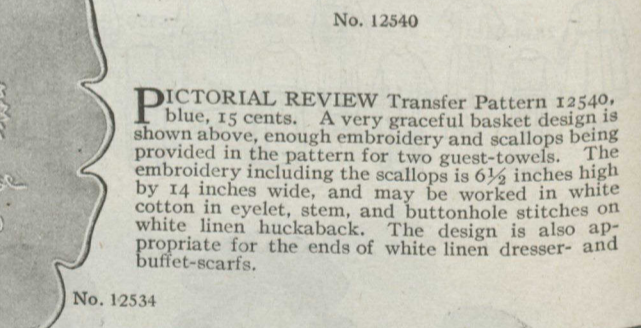 No. 12540
PICTORIAL REVIEW Transfer Pattern 12540,
blue, 15 cents. A very graceful basket design is
shown above, enough embroidery and scallops being
provided in the pattern for two guest-towels. The
embroidery including the scallops is 6½ inches high
by 14 inches wide, and may be worked in white
cotton in eyelet, stem, and buttonhole stitches on
white linen huckaback. The design is also ap-
propriate for the ends of white linen dresser- and
buffet-scarfs.
No. 12534